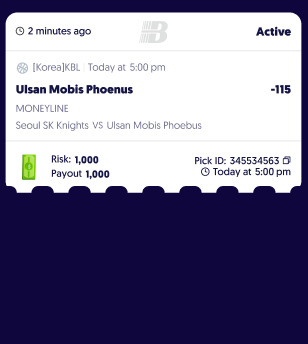 2 minutes ago
Active
[Korea]KBL | Today at 5:00 pm
Ulsan Mobis Phoenus -115
MONEYLINE
Seoul SK Knights VS Ulsan Mobis Phoebus
Risk: 1,000
Payout 1,000
Pick ID: 345534563
Today at 5:00 pm